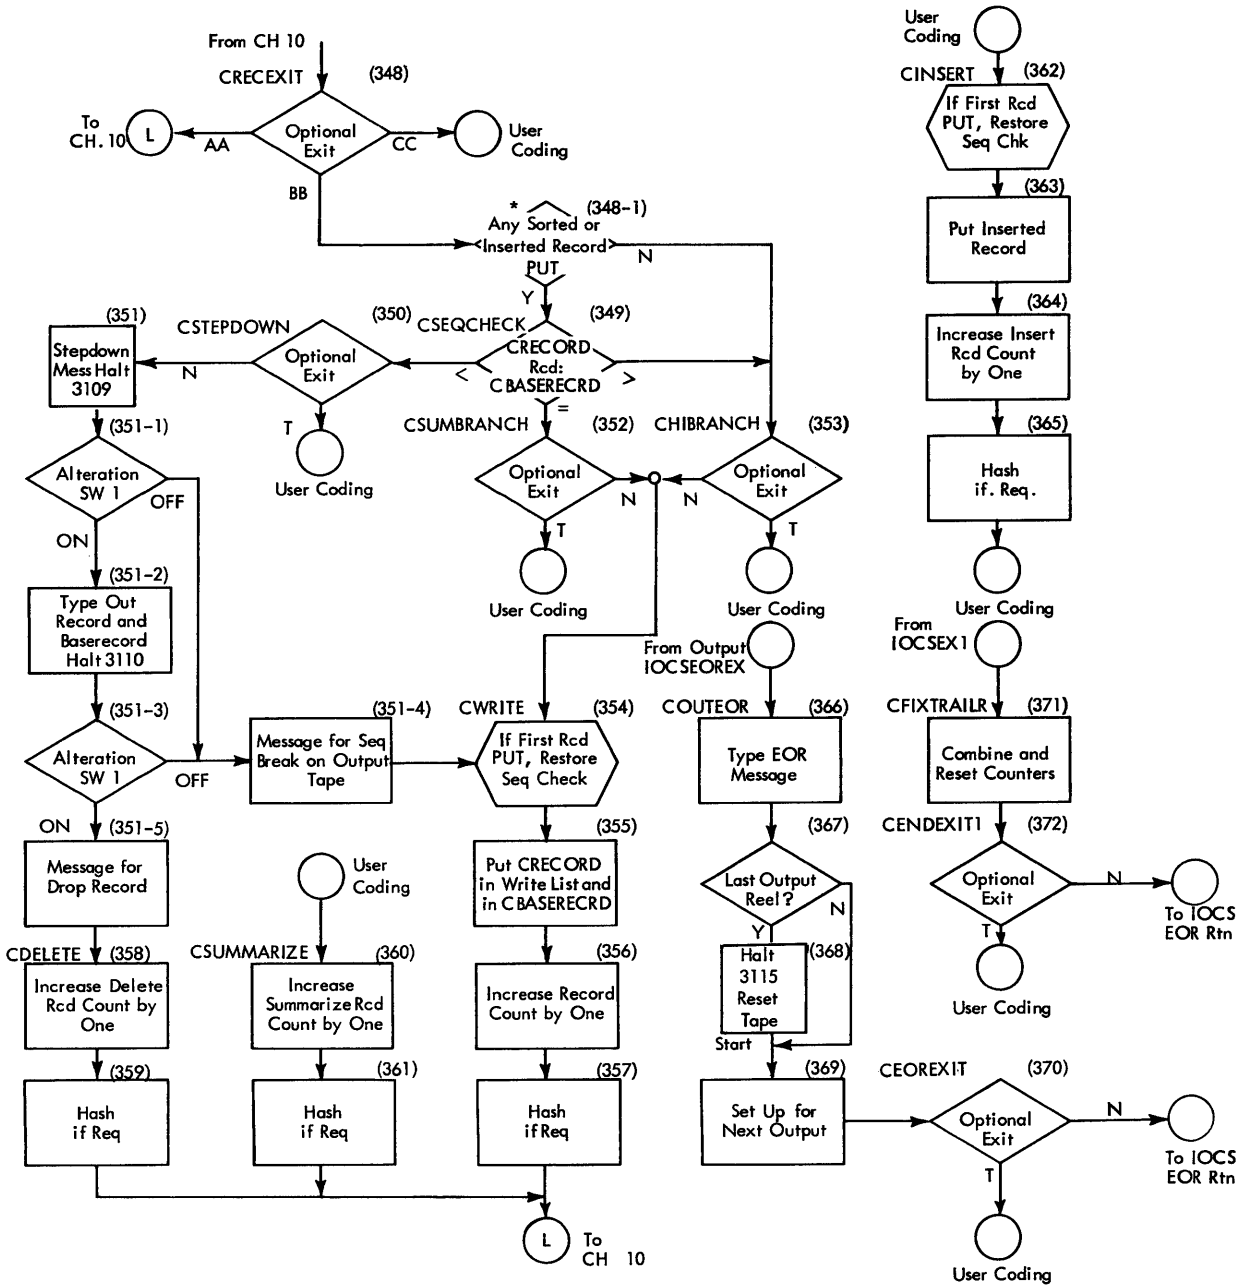 From CH 10
CRECEXIT
(348)
Optional
Exit
AA
BB
CC
To
CH. 10
L
User
Coding
*
(348-1)
Any Sorted or
Inserted Record
PUT
N
Y
CSEQCHECK
(349)
CRECORD
Rcd:
CBASERECRD
<
>
=
CSTEPDOWN
(350)
Optional
Exit
N
T
User Coding
(351)
Stepdown
Mess Halt
3109
(351-1)
Alteration
SW 1
OFF
ON
(351-2)
Type Out
Record and
Baserecord
Halt 3110
(351-3)
Alteration
SW 1
OFF
ON
(351-4)
Message for Seq
Break on Output
Tape
(351-5)
Message for
Drop Record
CDELETE
(358)
Increase Delete
Rcd Count by
One
(359)
Hash
if Req
User
Coding
CSUMMARIZE
(360)
Increase
Summarize Rcd
Count by One
(361)
Hash
if Req
CSUMBRANCH
(352)
Optional
Exit
N
T
User Coding
CHIBRANCH
(353)
Optional
Exit
N
T
User Coding
CWRITE
(354)
If First Rcd
PUT, Restore
Seq Check
(355)
Put CRECORD
in Write List and
in CBASERECRD
(356)
Increase Record
Count by One
(357)
Hash
if Req
L
To
CH 10
From Output
IOCSEOREX
COUTEOR
(366)
Type EOR
Message
(367)
Last Output
Reel?
N
Y
(368)
Halt
3115
Reset
Tape
Start
(369)
Set Up for
Next Output
CEOREXIT
(370)
Optional
Exit
N
T
To IOCS
EOR Rtn
User Coding
User
Coding
CINSERT
(362)
If First Rcd
PUT, Restore
Seq Chk
(363)
Put Inserted
Record
(364)
Increase Insert
Rcd Count
by One
(365)
Hash
if. Req.
User Coding
From
IOCSEX1
CFIXTRAILR
(371)
Combine and
Reset Counters
CENDEXIT1
(372)
Optional
Exit
N
T
To IOCS
EOR Rtn
User Coding